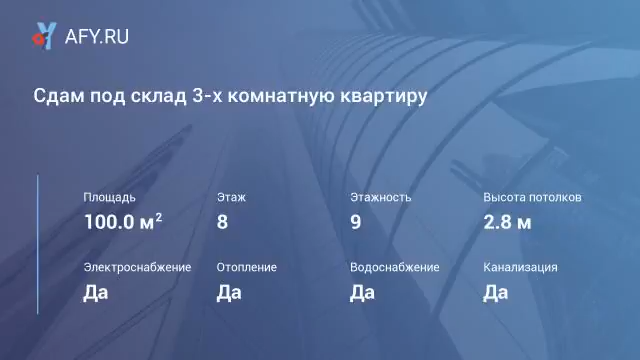 AFY.RU
Сдам под склад 3-х комнатную квартиру
Площадь Этаж Этажность Высота потолков
100.0 м² 8 9 2.8 м
Электроснабжение Отопление Водоснабжение Канализация
Да Да Да Да